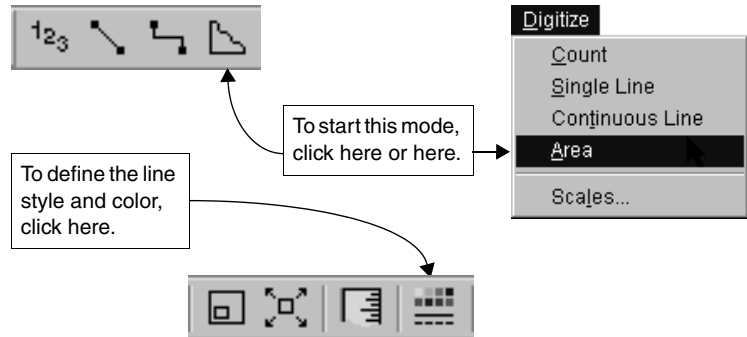 123
Digitize
Count
Single Line
Continuous Line
Area
Scales...
To start this mode,
click here or here.
To define the line
style and color,
click here.